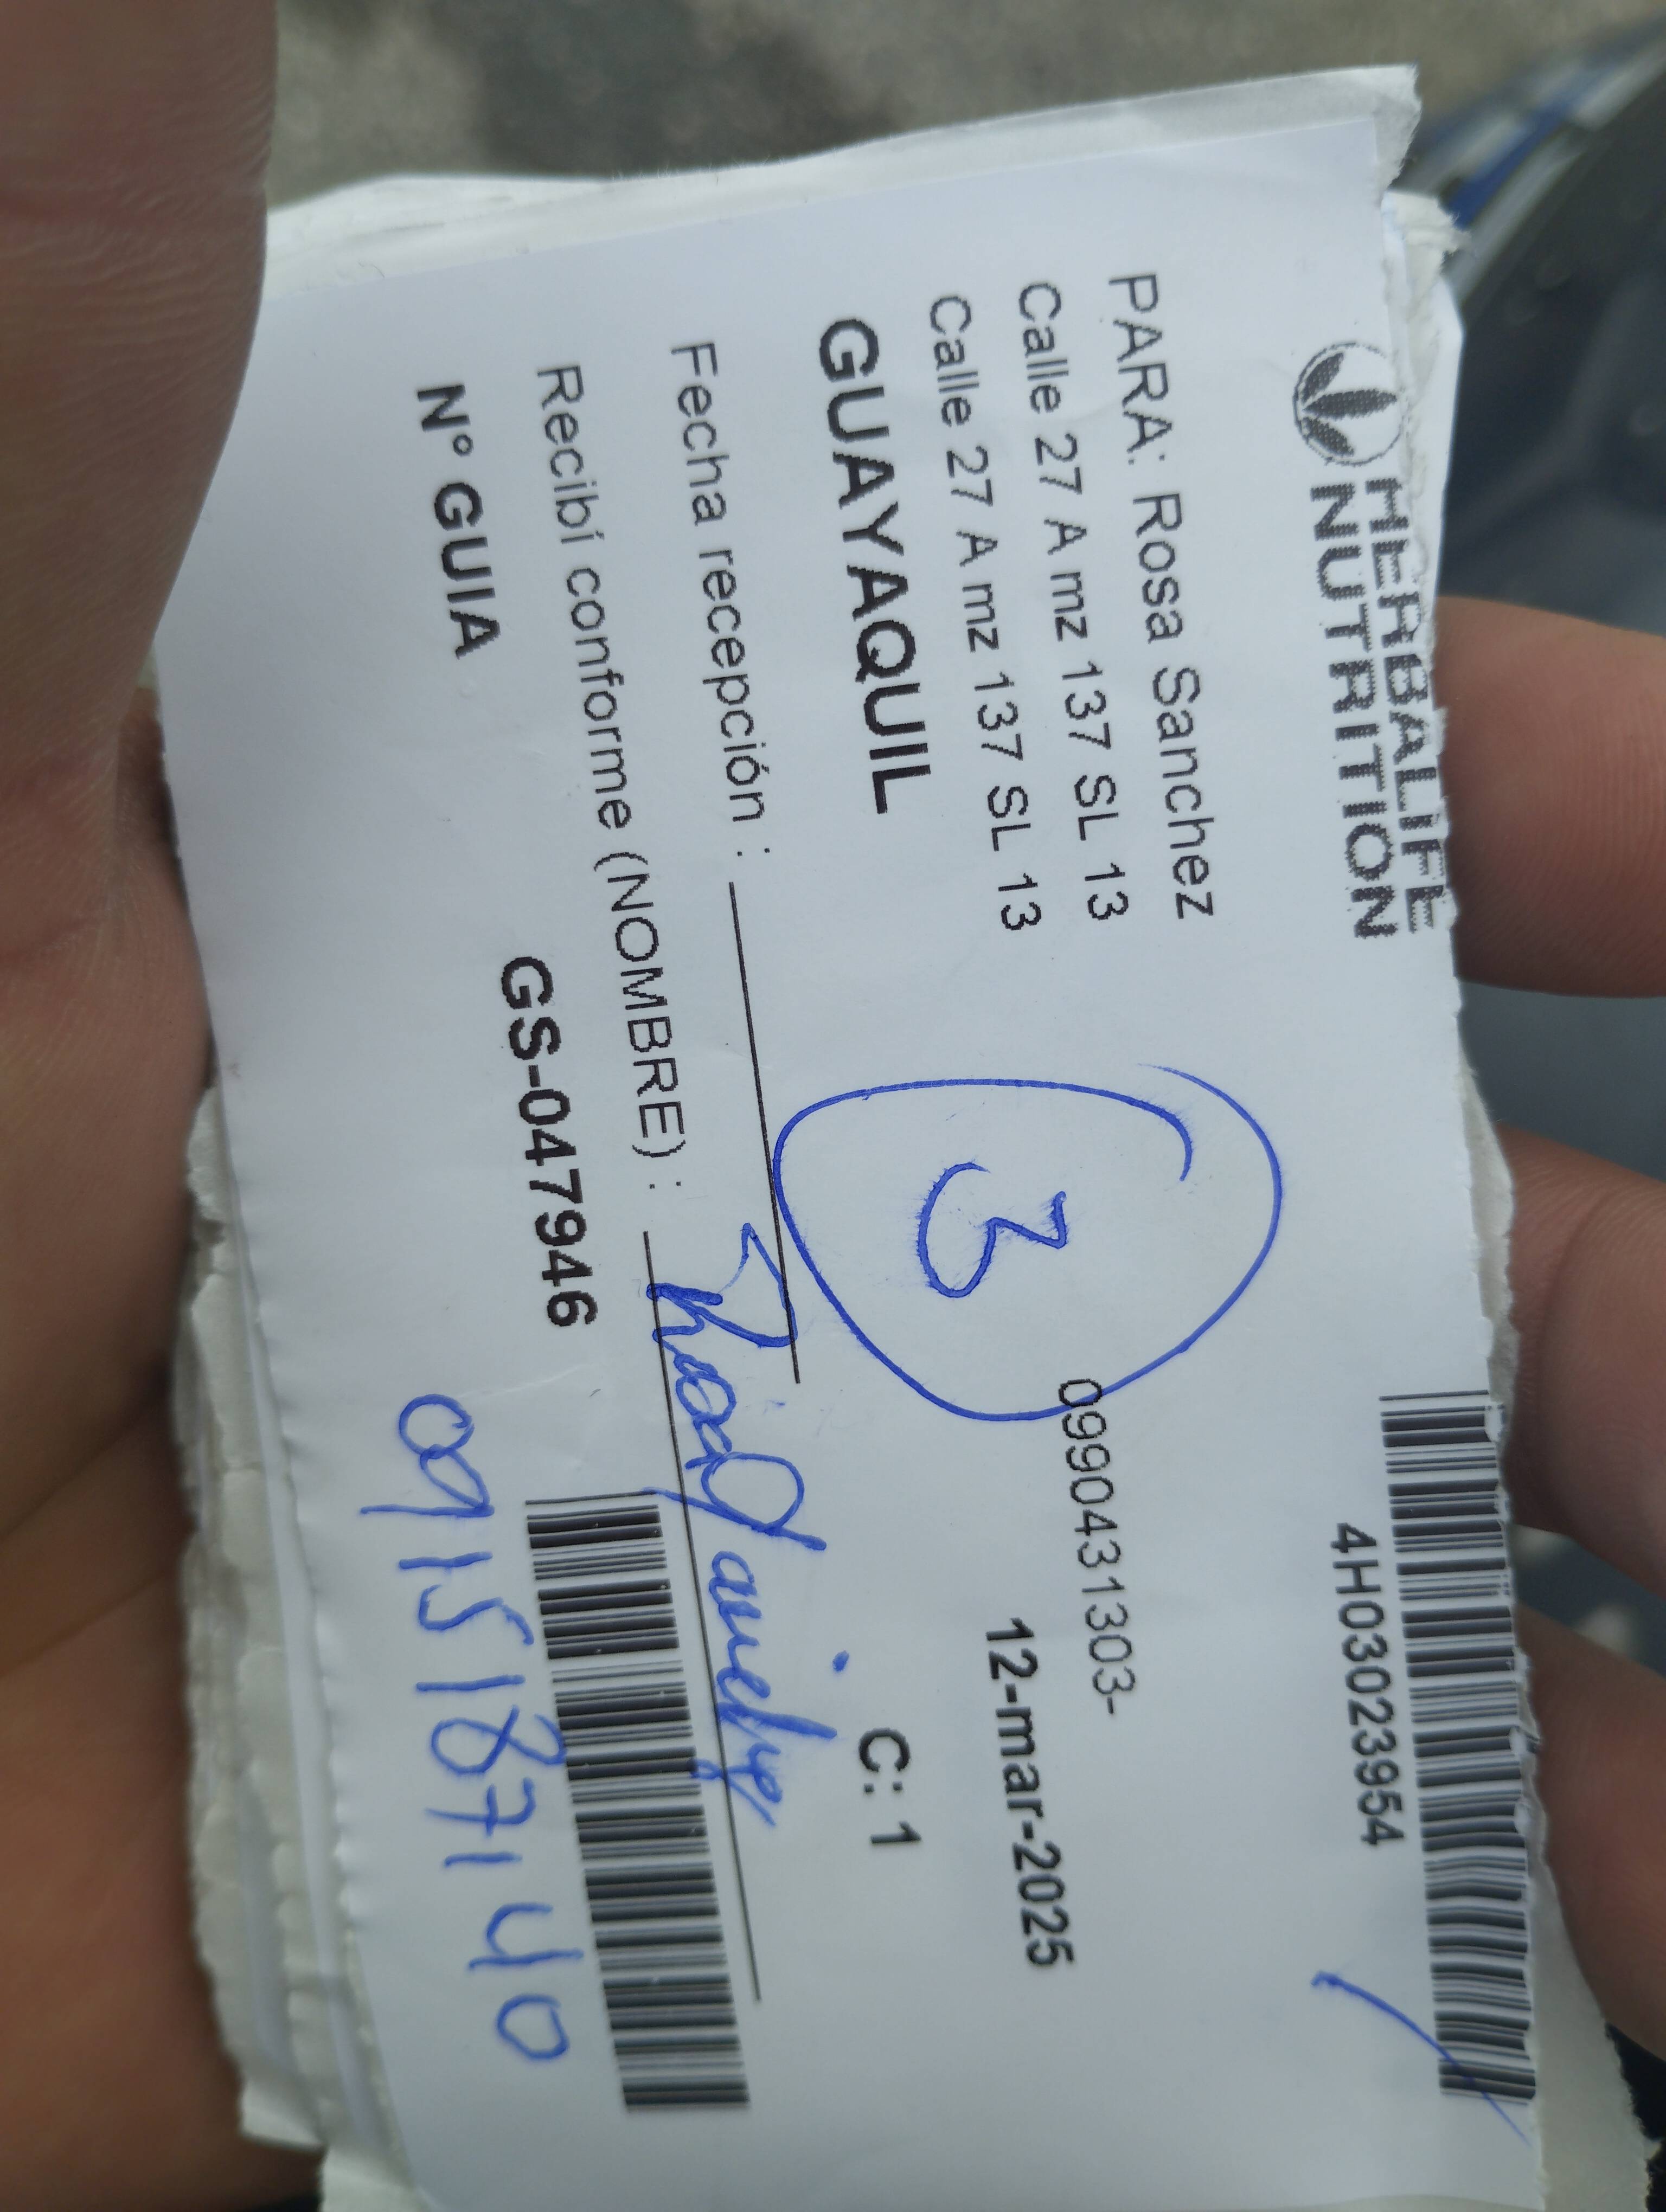 HERBALIFE
NUTRITION
4H03023954
PARA: Rosa Sanchez
0990431303-
Calle 27 A mz 137 SL 13
Calle 27 A mz 137 SL 13
12-mar-2025
3
GUAYAQUIL
C: 1
Fecha recepción :
Recibí conforme (NOMBRE) :
N° GUIA
GS-047946
0915187140